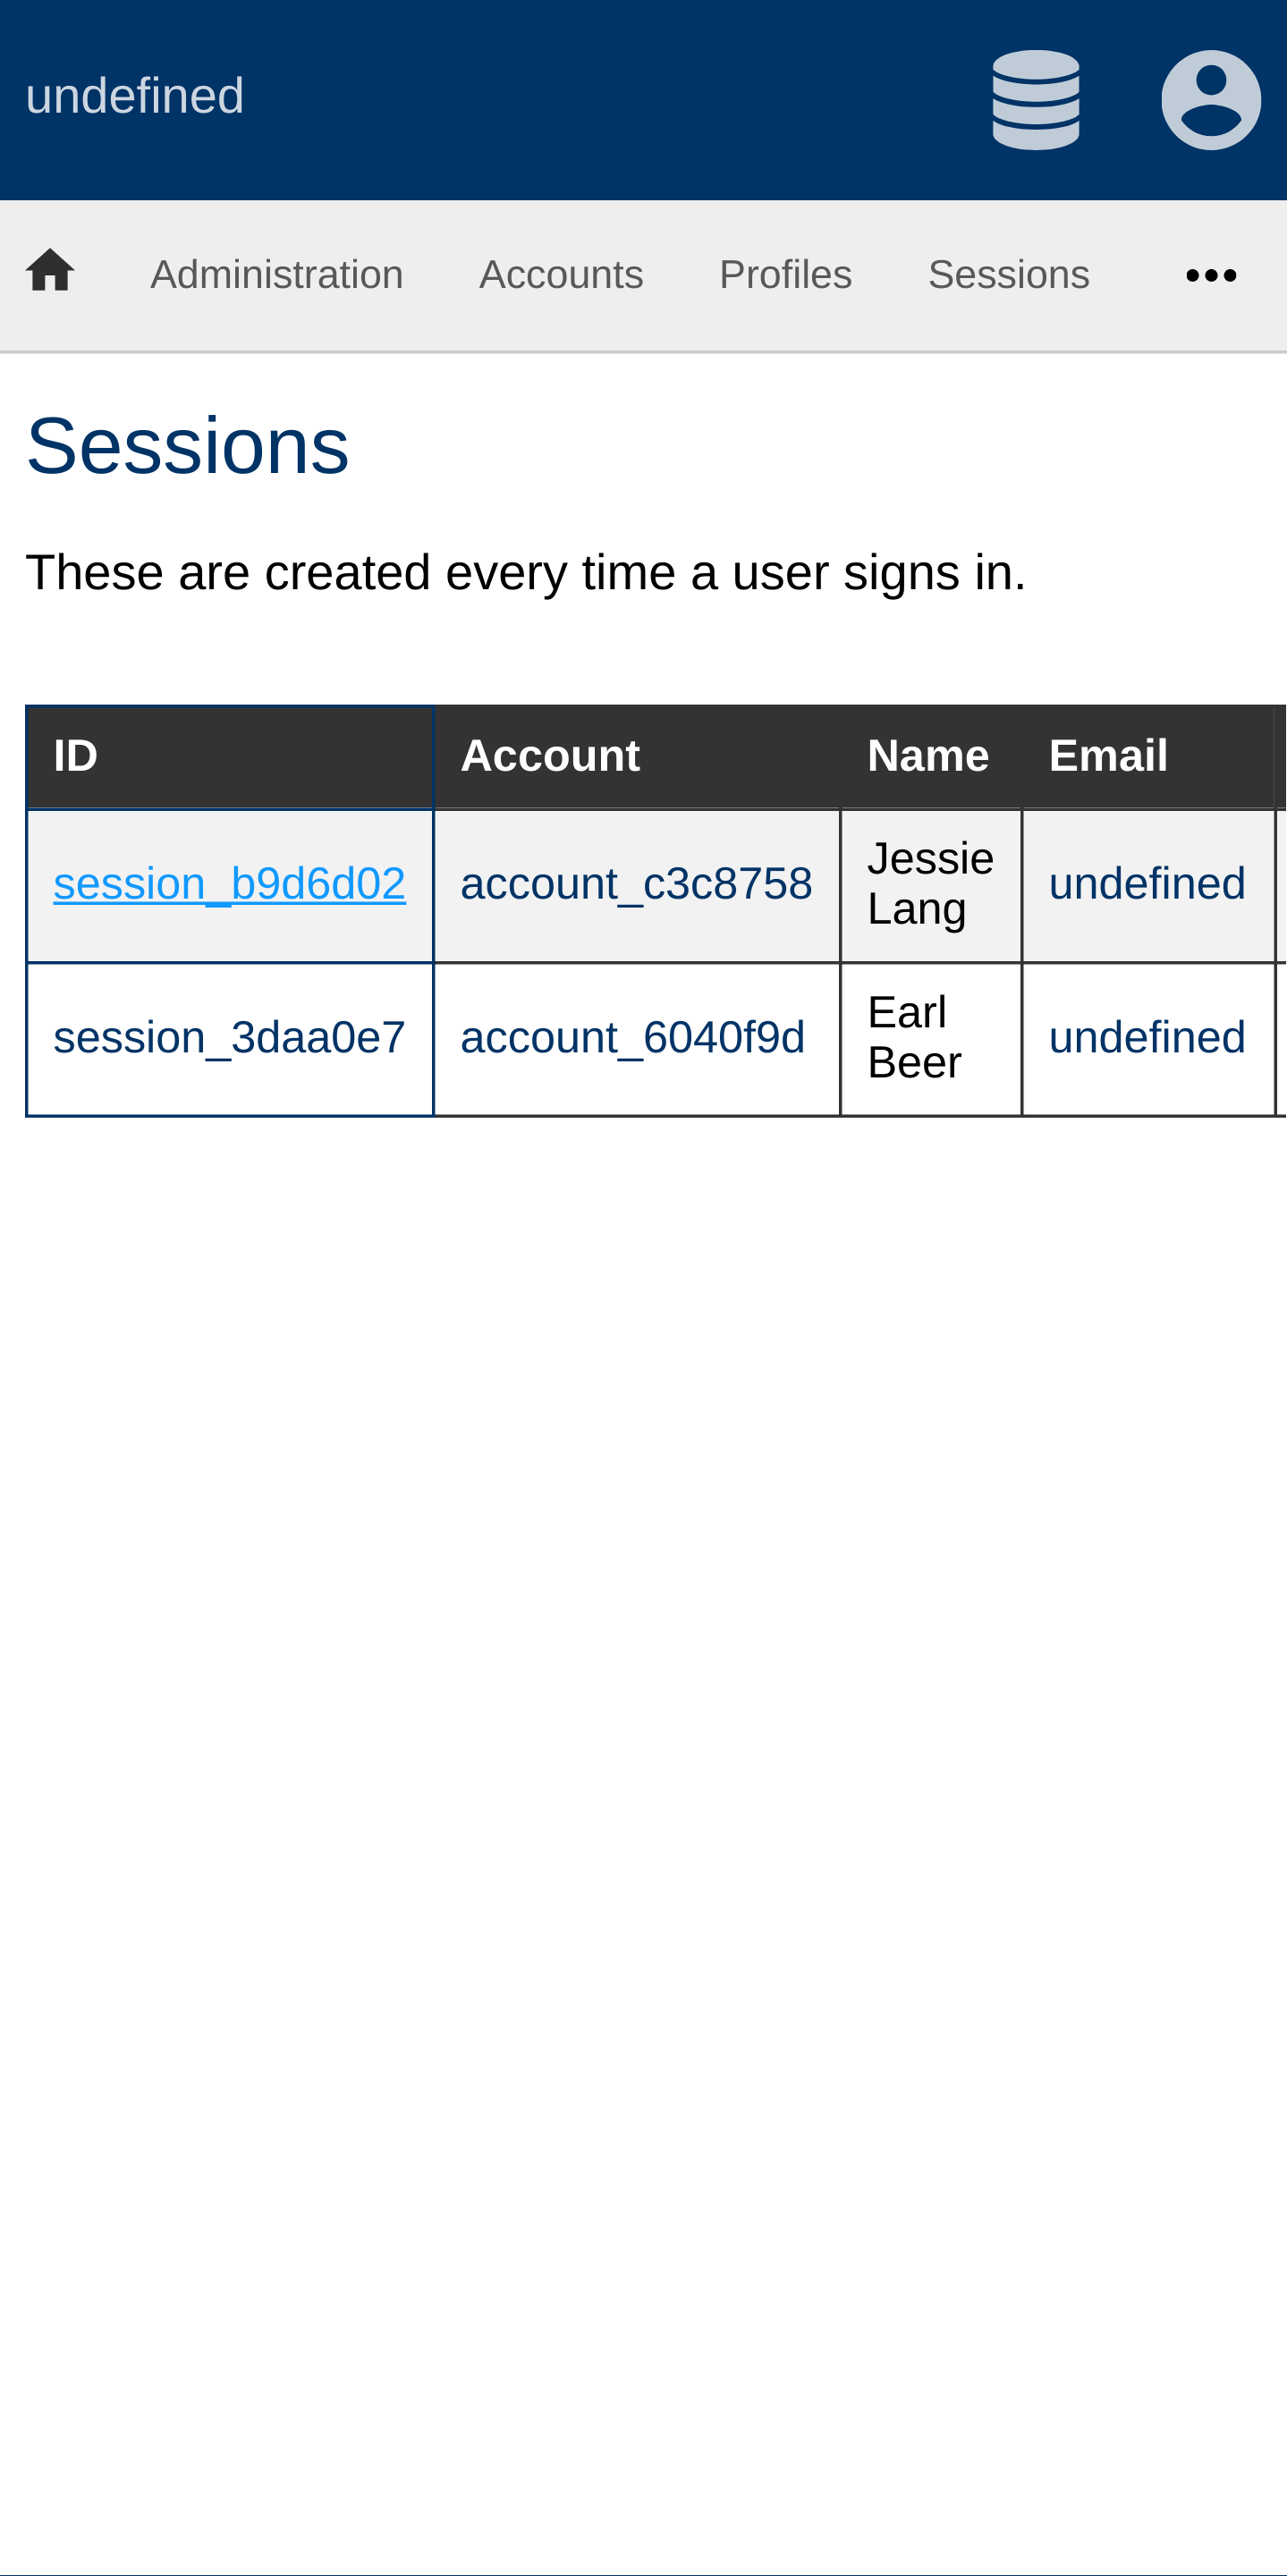 undefined
Administration Accounts Profiles Sessions
Sessions
These are created every time a user signs in.
ID Account Name Email
session_b9d6d02 account_c3c8758 Jessie Lang undefined
session_3daa0e7 account_6040f9d Earl Beer undefined